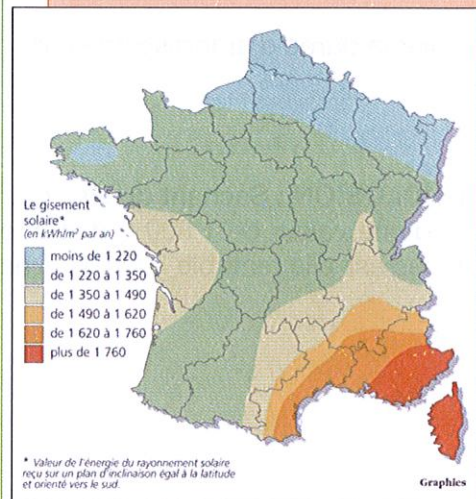 Le gisement
solaire*
(en kWh/m² par an)
moins de 1 220
de 1 220 à 1 350
de 1 350 à 1 490
de 1 490 à 1 620
de 1 620 à 1 760
plus de 1 760
* Valeur de l'énergie du rayonnement solaire
reçu sur un plan d'inclinaison égal à la latitude
et orienté vers le sud.
Graphies